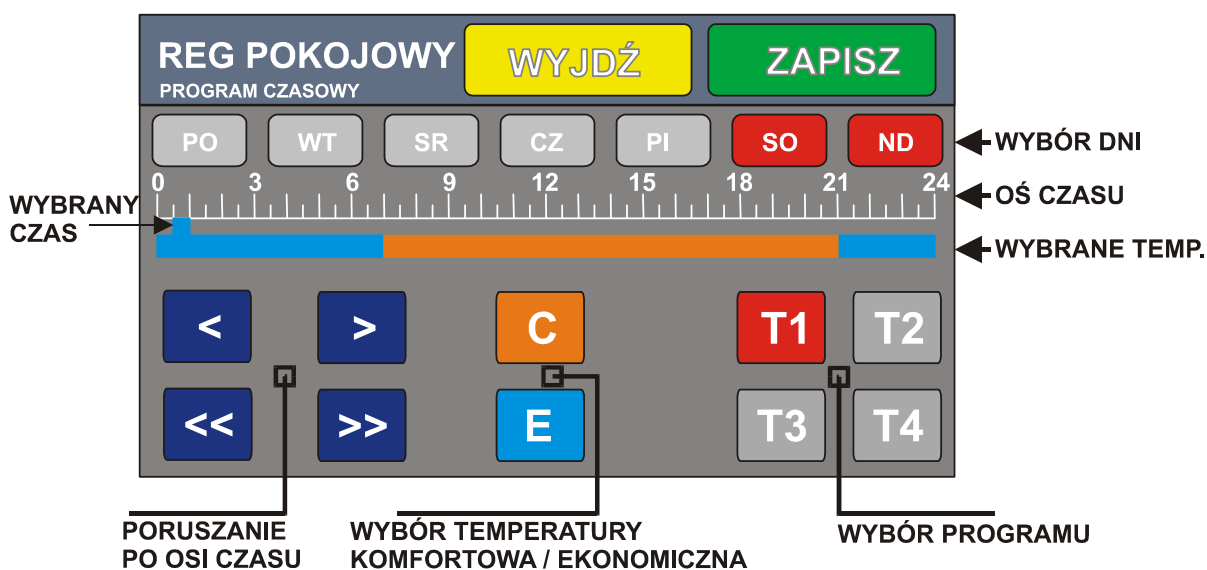 REG POKOJOWY
PROGRAM CZASOWY
WYJDŹ
ZAPISZ
PO WT SR CZ PI SO ND
WYBÓR DNI
0 3 6 9 12 15 18 21 24
OŚ CZASU
WYBRANY
CZAS
WYBRANE TEMP.
< > C T1 T2
<< >> E T3 T4
PORUSZANIE
PO OSI CZASU
WYBÓR TEMPERATURY
KOMFORTOWA / EKONOMICZNA
WYBÓR PROGRAMU